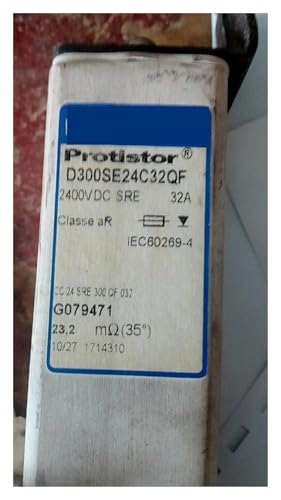 Protistor®
D300SE24C32QF
2400VDC SRE 32A
Classe aR
IEC60269-4
CC 24 SRE 300 QF 032
G079471
23,2 mΩ(35°)
10/27 1714310